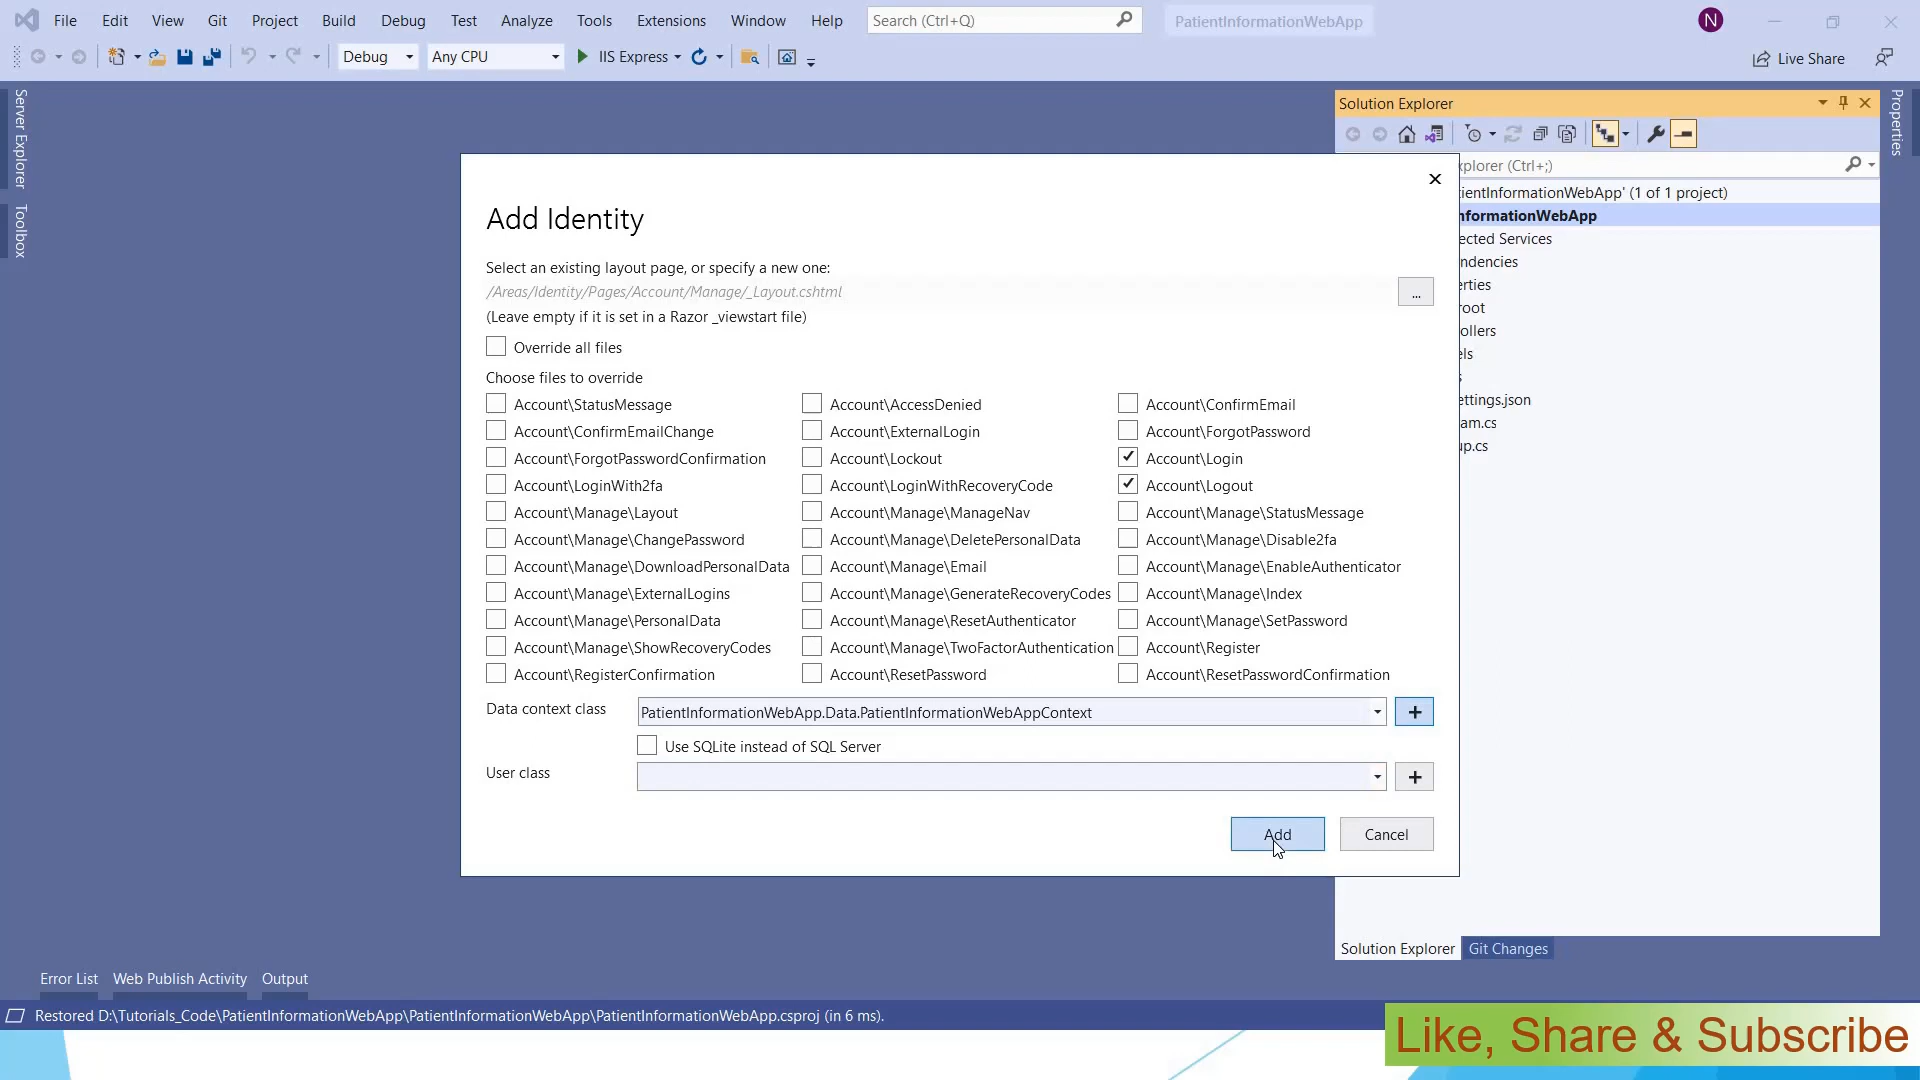 File Edit View Git Project Build Debug Test Analyze Tools Extensions Window Help Search (Ctrl+Q) PatientInformationWebApp N
Debug Any CPU IIS Express Live Share
Server Explorer
Toolbox
Solution Explorer
Properties
xplorer (Ctrl+;)
tientInformationWebApp' (1 of 1 project)
nformationWebApp
ected Services
ndencies
erties
root
ollers
els
s
ettings.json
am.cs
up.cs
Add Identity
Select an existing layout page, or specify a new one:
/Areas/Identity/Pages/Account/Manage/_Layout.cshtml
...
(Leave empty if it is set in a Razor _viewstart file)
Override all files
Choose files to override
Account\StatusMessage Account\AccessDenied Account\ConfirmEmail
Account\ConfirmEmailChange Account\ExternalLogin Account\ForgotPassword
Account\ForgotPasswordConfirmation Account\Lockout Account\Login
Account\LoginWith2fa Account\LoginWithRecoveryCode Account\Logout
Account\Manage\Layout Account\Manage\ManageNav Account\Manage\StatusMessage
Account\Manage\ChangePassword Account\Manage\DeletePersonalData Account\Manage\Disable2fa
Account\Manage\DownloadPersonalData Account\Manage\Email Account\Manage\EnableAuthenticator
Account\Manage\ExternalLogins Account\Manage\GenerateRecoveryCodes Account\Manage\Index
Account\Manage\PersonalData Account\Manage\ResetAuthenticator Account\Manage\SetPassword
Account\Manage\ShowRecoveryCodes Account\Manage\TwoFactorAuthentication Account\Register
Account\RegisterConfirmation Account\ResetPassword Account\ResetPasswordConfirmation
Data context class PatientInformationWebApp.Data.PatientInformationWebAppContext +
Use SQLite instead of SQL Server
User class +
Add Cancel
Solution Explorer Git Changes
Error List Web Publish Activity Output
Restored D:\Tutorials_Code\PatientInformationWebApp\PatientInformationWebApp\PatientInformationWebApp.csproj (in 6 ms).
Like, Share & Subscribe